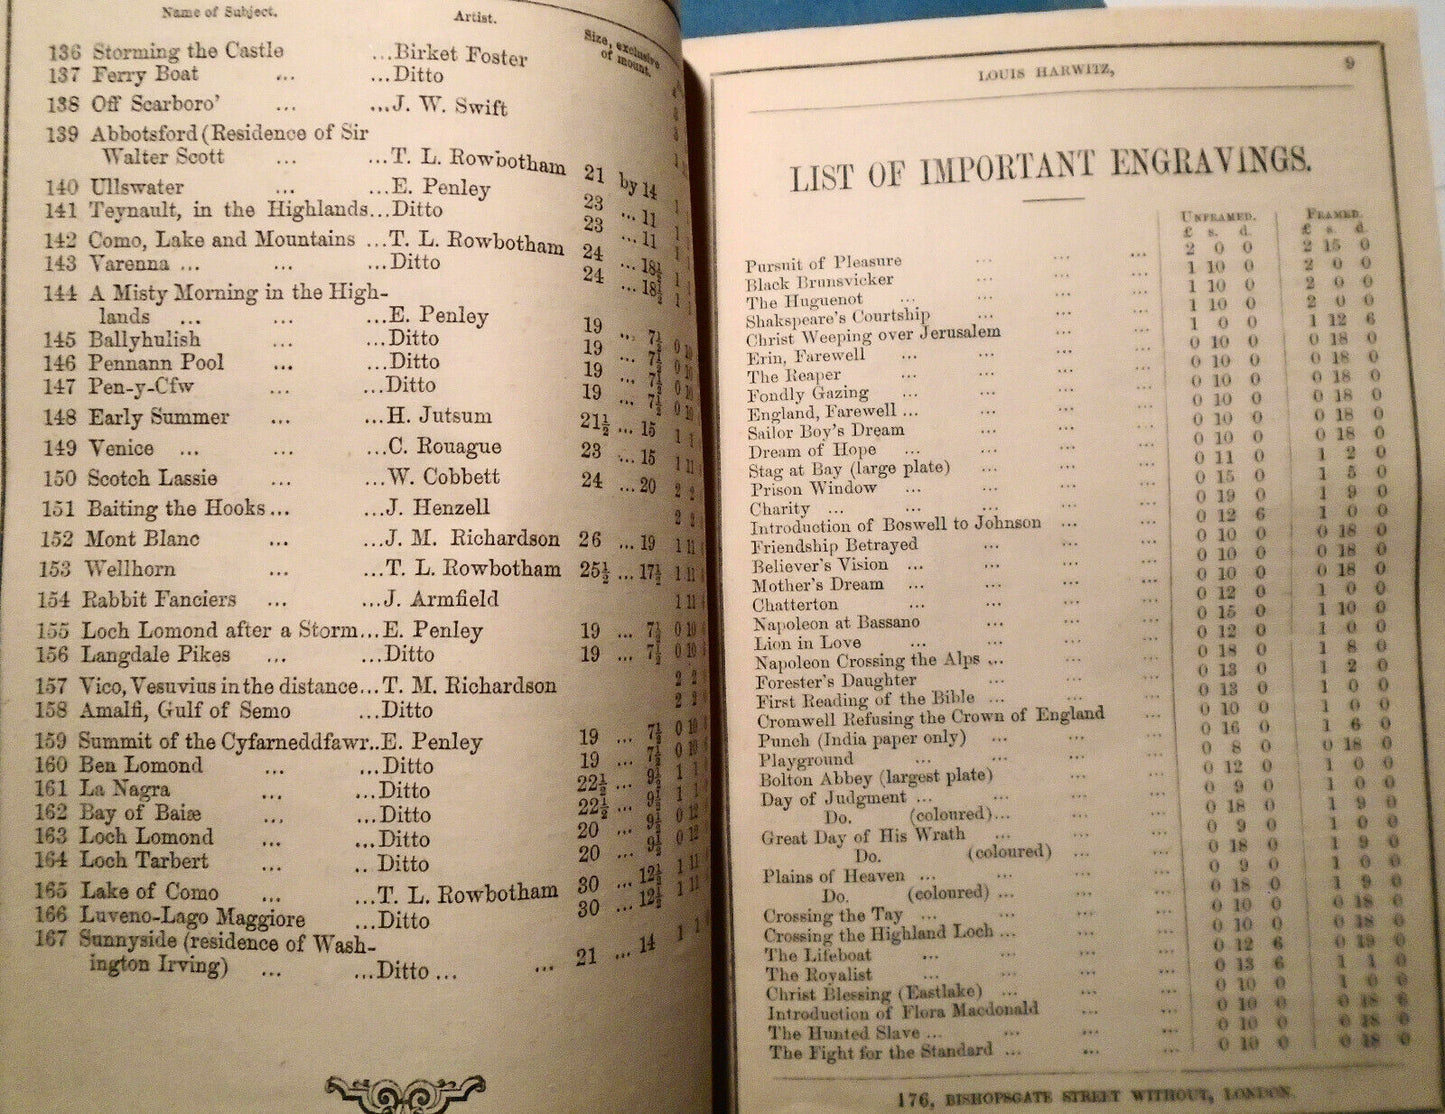 Name of Subject. Artist. Size, exclusive of mount.
136 Storming the Castle ...Birket Foster
137 Ferry Boat ... ...Ditto
138 Off Scarboro' ... ...J. W. Swift
139 Abbotsford (Residence of Sir
Walter Scott ... ...T. L. Rowbotham 21 by 14
140 Ullswater ... ...E. Penley 23 ... 11
141 Teynault, in the Highlands...Ditto 23 ... 11
142 Como, Lake and Mountains ...T. L. Rowbotham 24 ... 18½
143 Varenna ... ... ...Ditto 24 ... 18½
144 A Misty Morning in the High-
lands ... ... ...E. Penley 19 ... 7½
145 Ballyhulish ... ...Ditto 19 ... 7½
146 Pennann Pool ... ...Ditto 19 ... 7½
147 Pen-y-Cfw ... ...Ditto 19 ... 7½
148 Early Summer ... ...H. Jutsum 21½ ... 15
149 Venice ... ... ...C. Rouague 23 ... 15
150 Scotch Lassie ... ...W. Cobbett 24 ... 20
151 Baiting the Hooks... ...J. Henzell
152 Mont Blanc ... ...J. M. Richardson 26 ... 19
153 Wellhorn ... ...T. L. Rowbotham 25½ ... 17½
154 Rabbit Fanciers ... ...J. Armfield
155 Loch Lomond after a Storm...E. Penley 19 ... 7½
156 Langdale Pikes ... ...Ditto 19 ... 7½
157 Vico, Vesuvius in the distance...T. M. Richardson
158 Amalfi, Gulf of Semo ...Ditto
159 Summit of the Cyfarneddfawr..E. Penley 19 ... 7½
160 Ben Lomond ... ...Ditto 19 ... 7½
161 La Nagra ... ...Ditto 22½ ... 9½
162 Bay of Baiæ ... ...Ditto 22½ ... 9½
163 Loch Lomond ... ...Ditto 20 ... 9½
164 Loch Tarbert ... ...Ditto 20 ... 9½
165 Lake of Como ... ...T. L. Rowbotham 30 ... 12½
166 Luveno-Lago Maggiore ...Ditto 30 ... 12½
167 Sunnyside (residence of Wash-
ington Irving) ... ...Ditto ... ... 21 ... 14
LOUIS HARWITZ, 9
LIST OF IMPORTANT ENGRAVINGS.
UNFRAMED. FRAMED.
£ s. d. £ s. d.
Pursuit of Pleasure ... ... ... 2 0 0 2 15 0
Black Brunsvicker ... ... 1 10 0 2 0 0
The Huguenot ... ... ... 1 10 0 2 0 0
Shakspeare's Courtship ... ... 1 10 0 2 0 0
Christ Weeping over Jerusalem ... ... 1 0 0 1 12 6
Erin, Farewell ... ... ... 0 10 0 0 18 0
The Reaper ... ... ... 0 10 0 0 18 0
Fondly Gazing ... ... ... 0 10 0 0 18 0
England, Farewell ... ... ... 0 10 0 0 18 0
Sailor Boy's Dream ... ... 0 10 0 0 18 0
Dream of Hope ... ... ... 0 10 0 0 18 0
Stag at Bay (large plate) ... ... 0 11 0 1 2 0
Prison Window ... ... ... 0 15 0 1 5 0
Charity ... ... ... ... 0 19 0 1 9 0
Introduction of Boswell to Johnson ... ... 0 12 6 1 0 0
Friendship Betrayed ... ... 0 10 0 0 18 0
Believer's Vision ... ... ... 0 10 0 0 18 0
Mother's Dream ... ... ... 0 10 0 0 18 0
Chatterton ... ... ... 0 12 0 1 0 0
Napoleon at Bassano ... ... 0 15 0 1 10 0
Lion in Love ... ... ... 0 12 0 1 0 0
Napoleon Crossing the Alps ... ... ... 0 18 0 1 8 0
Forester's Daughter ... ... 0 13 0 1 2 0
First Reading of the Bible ... ... 0 13 0 1 0 0
Cromwell Refusing the Crown of England ... 0 10 0 1 0 0
Punch (India paper only) ... ... ... 0 16 0 1 6 0
Playground ... ... ... 0 8 0 0 18 0
Bolton Abbey (largest plate) ... ... 0 12 0 1 0 0
Day of Judgment ... ... ... 0 9 0 1 0 0
Do. (coloured)... ... ... 0 18 0 1 9 0
Great Day of His Wrath ... ... ... 0 9 0
Do. (coloured) ... ... 0 18 0 1 9 0
Plains of Heaven ... ... ... 0 9 0 1 0 0
Do. (coloured) ... ... ... 0 18 0 1 9 0
Crossing the Tay ... ... ... 0 10 0 0 18 0
Crossing the Highland Loch ... ... ... 0 10 0 0 18 0
The Lifeboat ... ... ... 0 12 6 0 19 0
The Royalist ... ... ... 0 13 6 1 1 0
Christ Blessing (Eastlake) ... ... ... 0 10 0 1 0 0
Introduction of Flora Macdonald ... ... 0 10 0 0 18
The Hunted Slave ... ... ... 0 10 0 0 18 0
The Fight for the Standard ... ... ... 0 10 0 0 18 0
176, BISHOPSGATE STREET WITHOUT, LONDON.